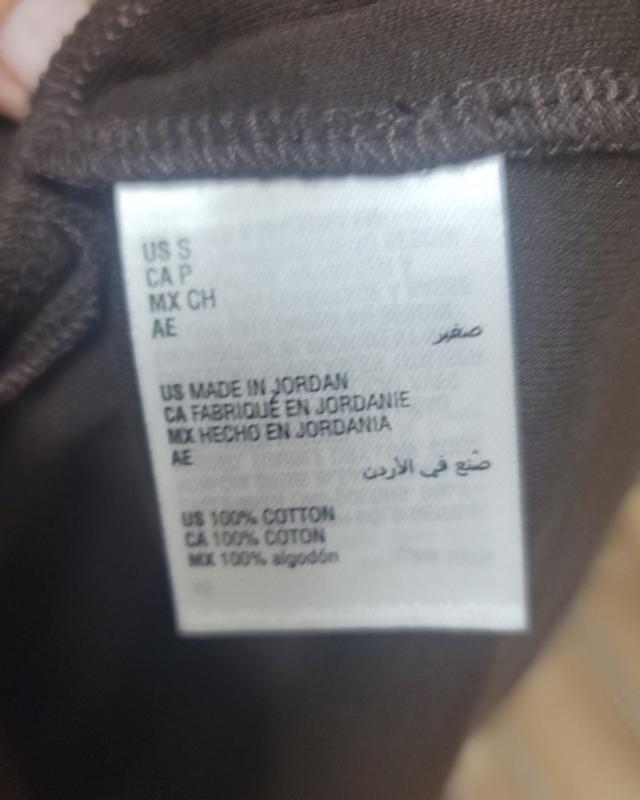 US S
CA P
MX CH
AE صغير
US MADE IN JORDAN
CA FABRIQUÉ EN JORDANIE
MX HECHO EN JORDANIA
AE صُنع في الأردن
US 100% COTTON
CA 100% COTON
MX 100% algodón